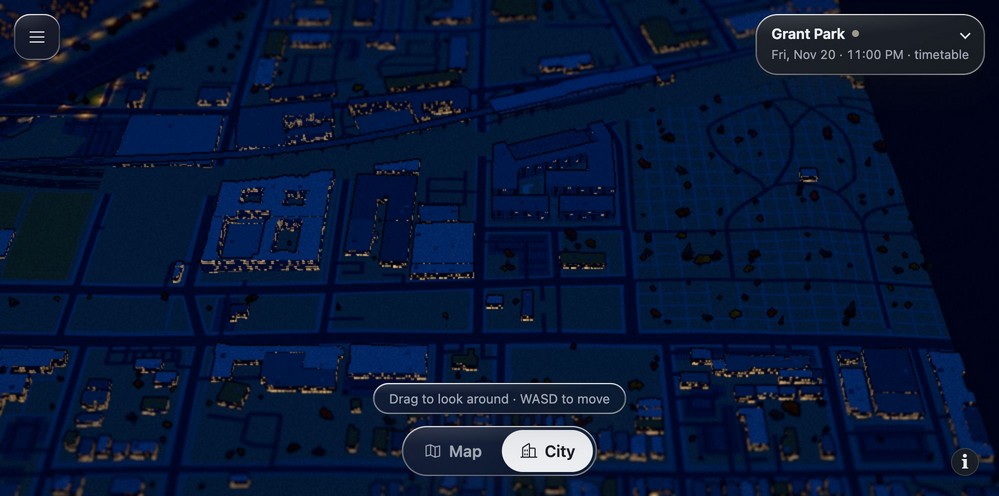 Grant Park
Fri, Nov 20 · 11:00 PM · timetable
Drag to look around · WASD to move
Map
City
i